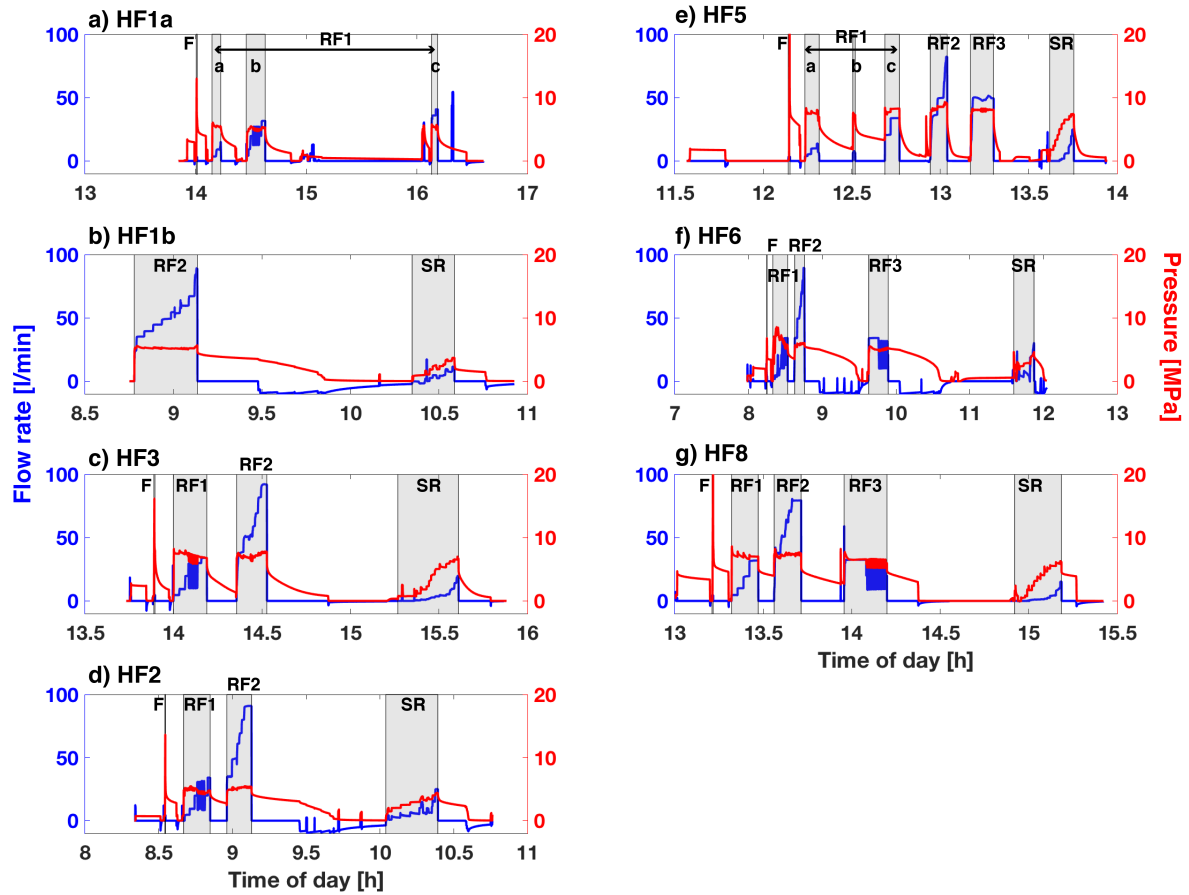 a) HF1a
F
RF1
a
b
c
100
50
0
20
10
0
13
14
15
16
17
b) HF1b
RF2
SR
100
50
0
20
10
0
8.5
9
9.5
10
10.5
11
c) HF3
F
RF1
RF2
SR
100
50
0
20
10
0
13.5
14
14.5
15
15.5
16
d) HF2
F
RF1
RF2
SR
100
50
0
20
10
0
8
8.5
9
9.5
10
10.5
11
Time of day [h]
Flow rate [l/min]
e) HF5
F
RF1
a
b
c
RF2
RF3
SR
100
50
0
20
10
0
11.5
12
12.5
13
13.5
14
f) HF6
F
RF1
RF2
RF3
SR
100
50
0
20
10
0
7
8
9
10
11
12
13
g) HF8
F
RF1
RF2
RF3
SR
100
50
0
20
10
0
13
13.5
14
14.5
15
15.5
Time of day [h]
Pressure [MPa]